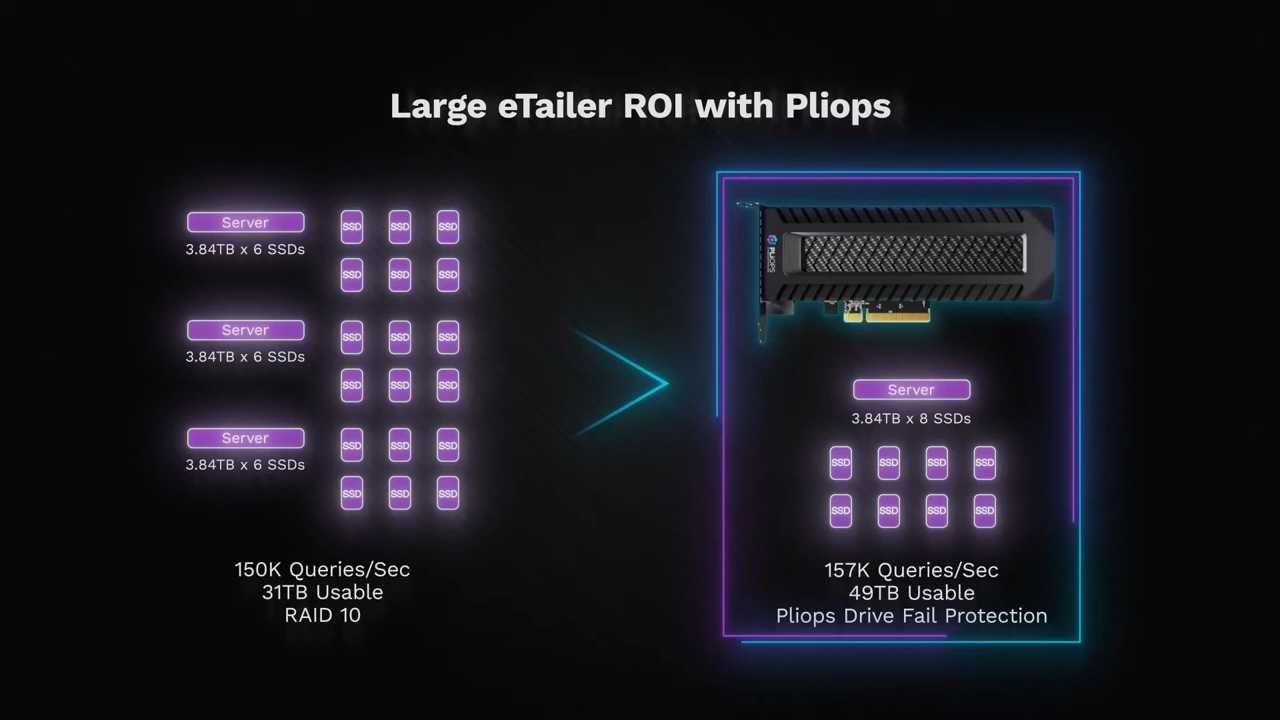 Large eTailer ROI with Pliops
Server
3.84TB x 6 SSDs
SSD SSD SSD
SSD SSD SSD
Server
3.84TB x 6 SSDs
SSD SSD SSD
SSD SSD SSD
Server
3.84TB x 6 SSDs
SSD SSD SSD
SSD SSD SSD
150K Queries/Sec
31TB Usable
RAID 10
PLIOPS
Server
3.84TB x 8 SSDs
SSD SSD SSD SSD
SSD SSD SSD SSD
157K Queries/Sec
49TB Usable
Pliops Drive Fail Protection